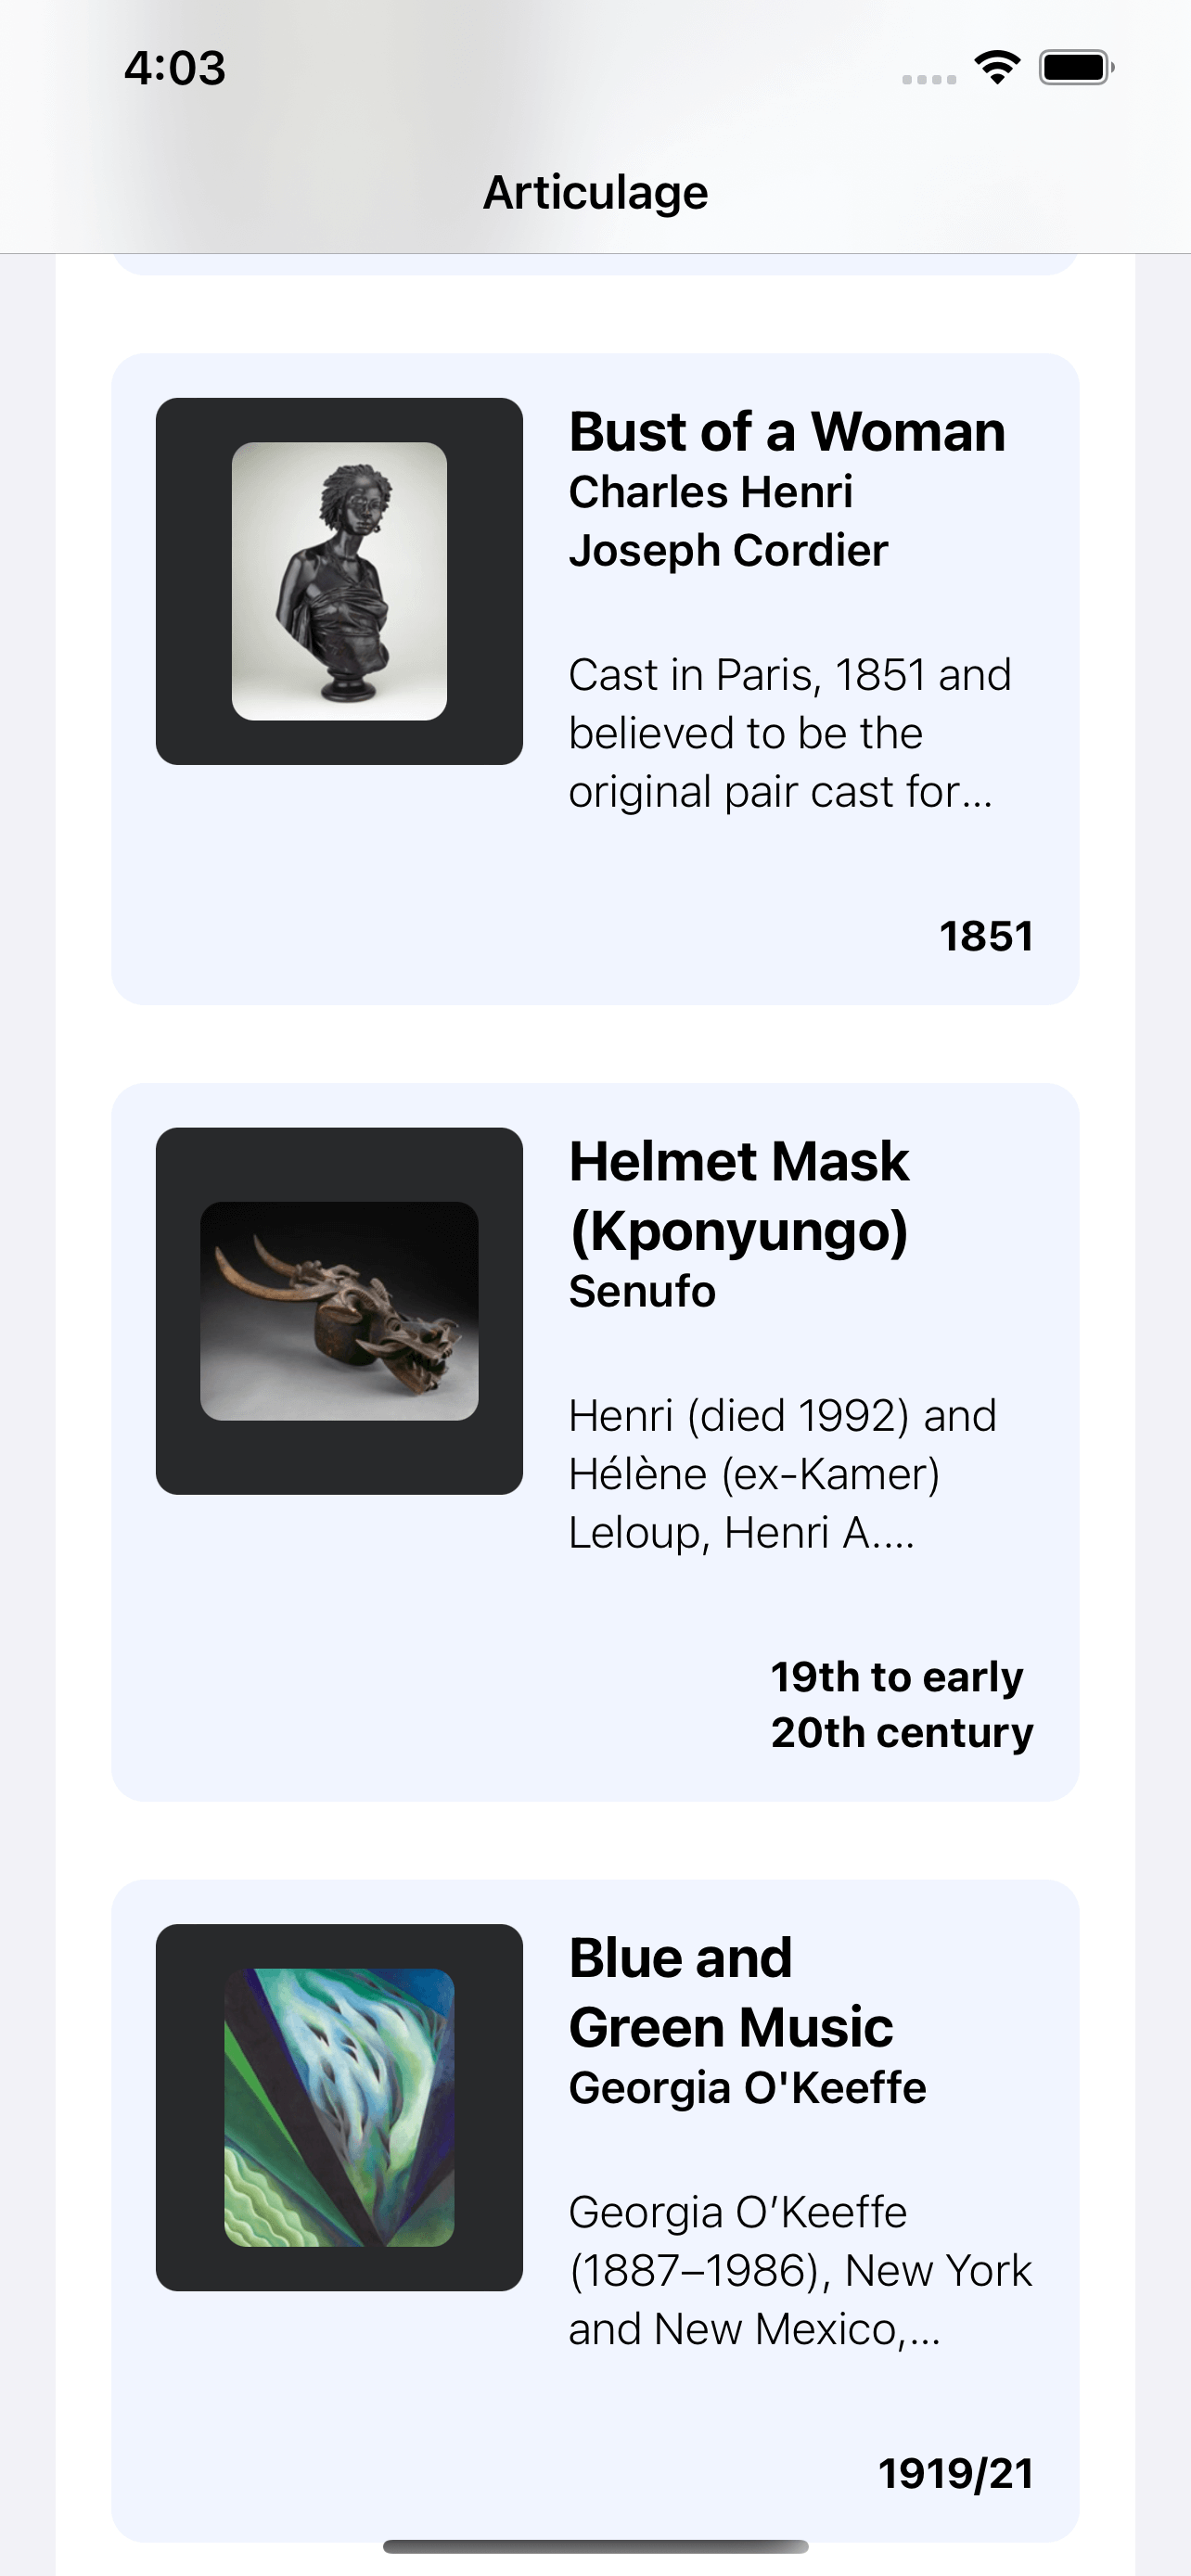 4:03
Articulage
Bust of a Woman
Charles Henri
Joseph Cordier
Cast in Paris, 1851 and
believed to be the
original pair cast for...
1851
Helmet Mask
(Kponyungo)
Senufo
Henri (died 1992) and
Hélène (ex-Kamer)
Leloup, Henri A....
19th to early
20th century
Blue and
Green Music
Georgia O'Keeffe
Georgia O’Keeffe
(1887–1986), New York
and New Mexico,...
1919/21